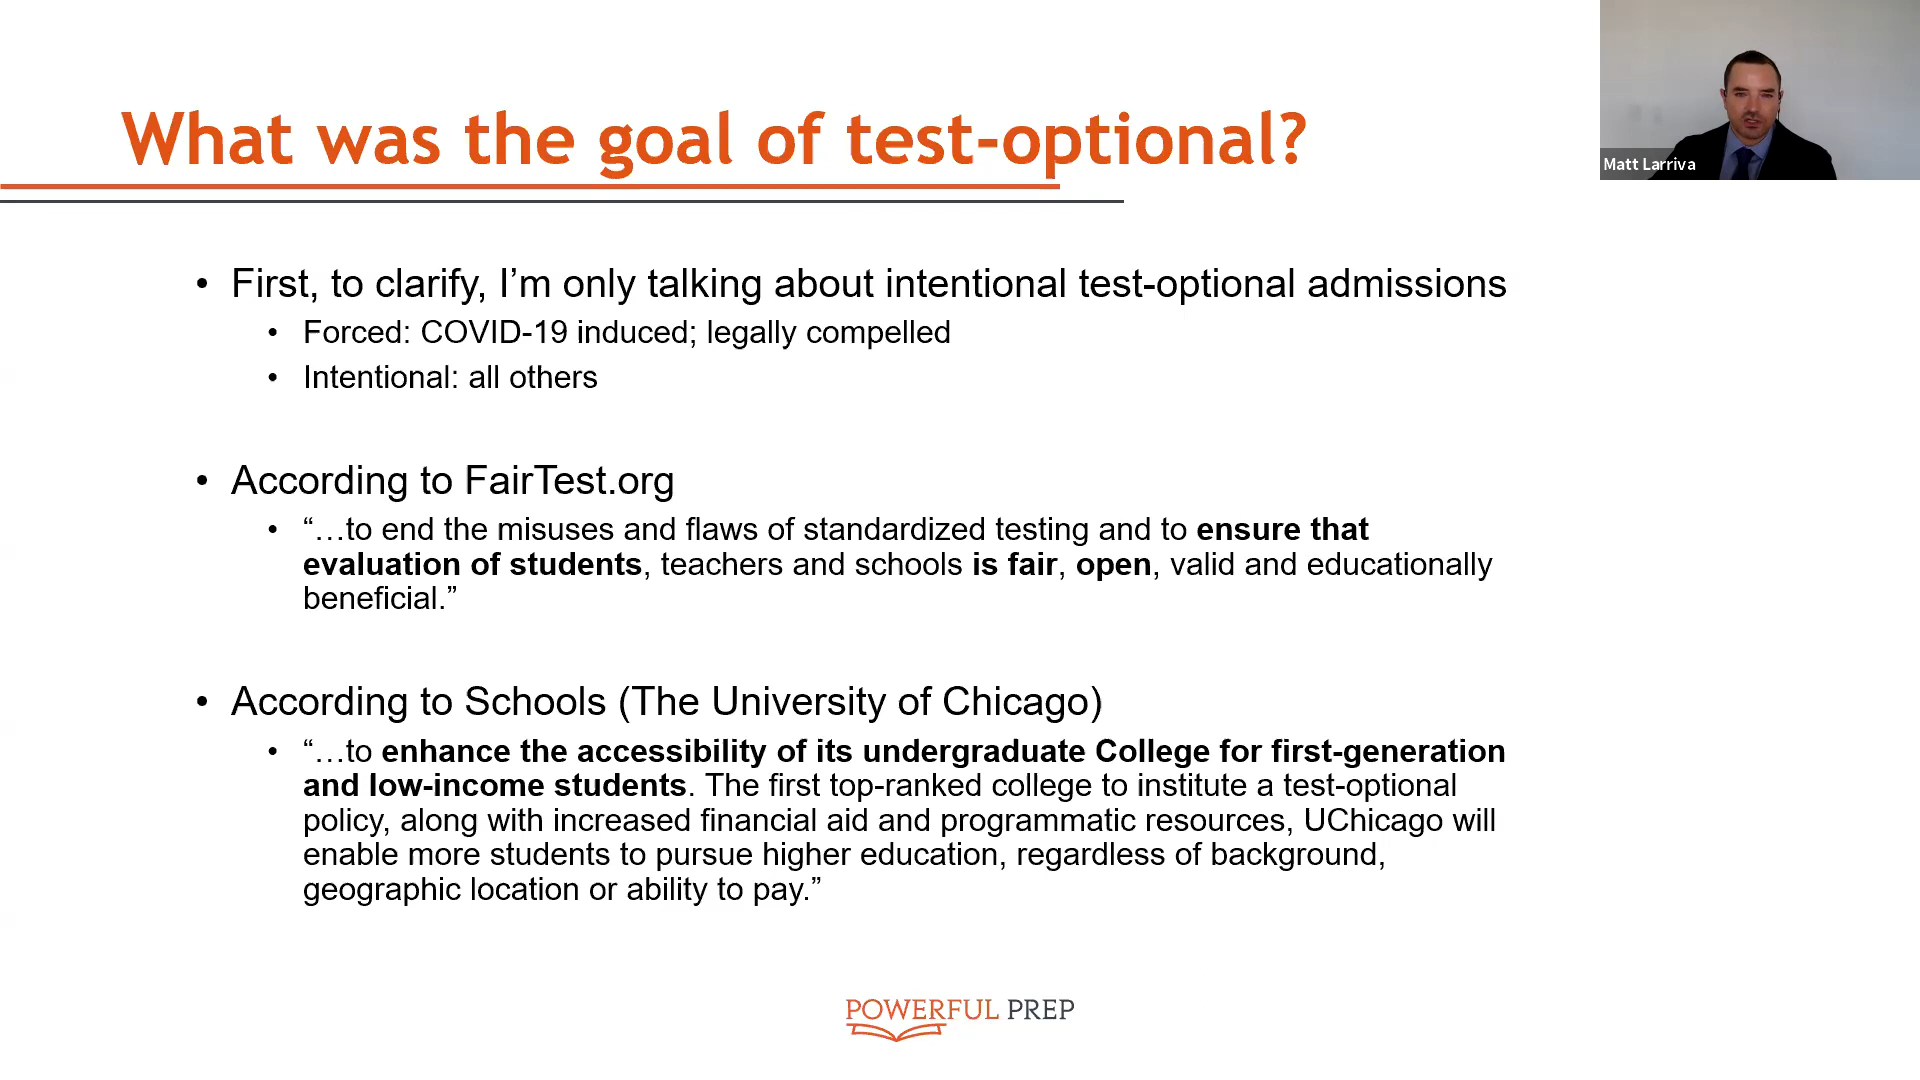 What was the goal of test-optional?
Matt Larriva
• First, to clarify, I’m only talking about intentional test-optional admissions
• Forced: COVID-19 induced; legally compelled
• Intentional: all others
• According to FairTest.org
• “…to end the misuses and flaws of standardized testing and to ensure that
evaluation of students, teachers and schools is fair, open, valid and educationally
beneficial.”
• According to Schools (The University of Chicago)
• “…to enhance the accessibility of its undergraduate College for first-generation
and low-income students. The first top-ranked college to institute a test-optional
policy, along with increased financial aid and programmatic resources, UChicago will
enable more students to pursue higher education, regardless of background,
geographic location or ability to pay.”
POWERFUL PREP